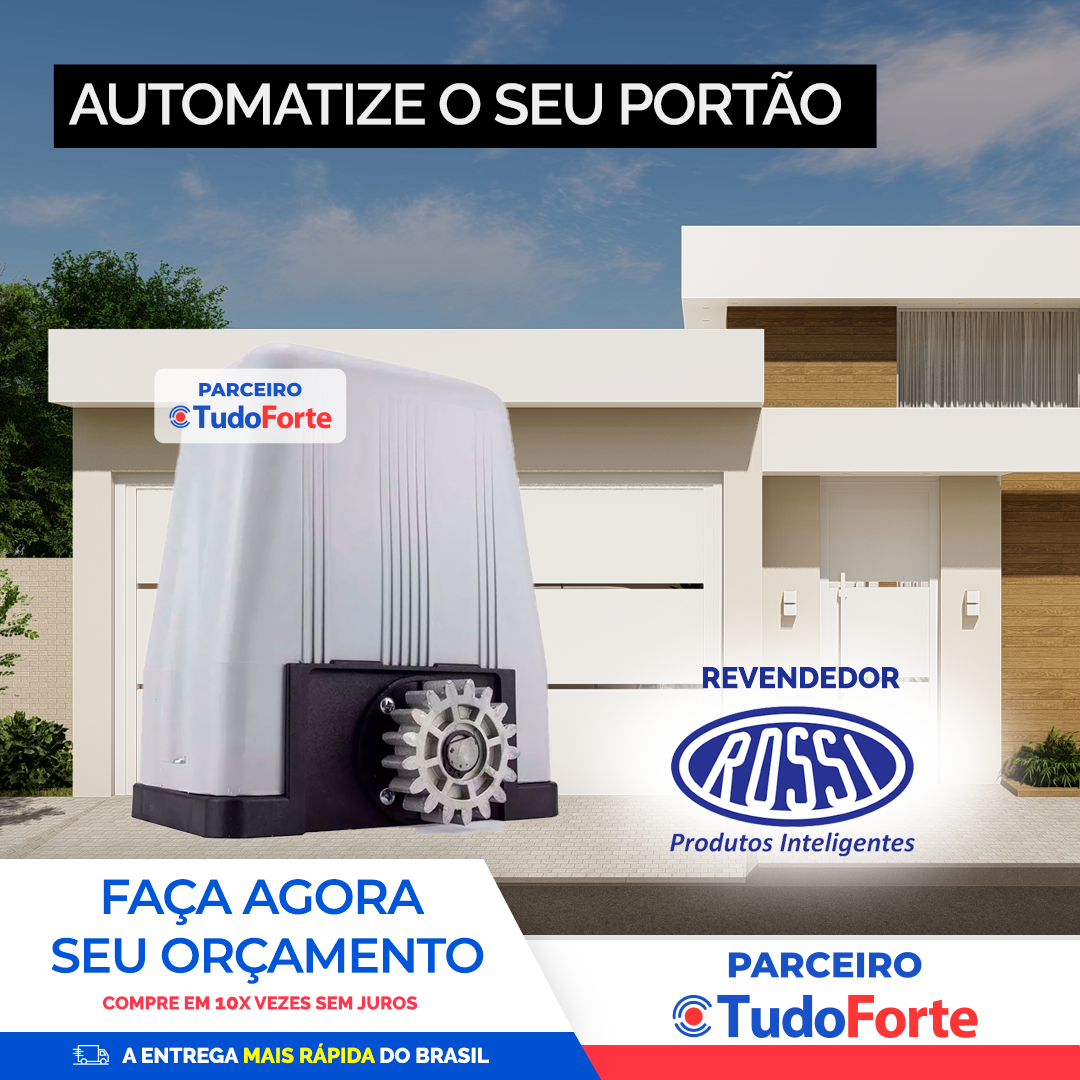 AUTOMATIZE O SEU PORTÃO
PARCEIRO
TudoForte
REVENDEDOR
ROSSI
Produtos Inteligentes
FAÇA AGORA
SEU ORÇAMENTO
COMPRE EM 10X VEZES SEM JUROS
A ENTREGA MAIS RÁPIDA DO BRASIL
PARCEIRO
TudoForte